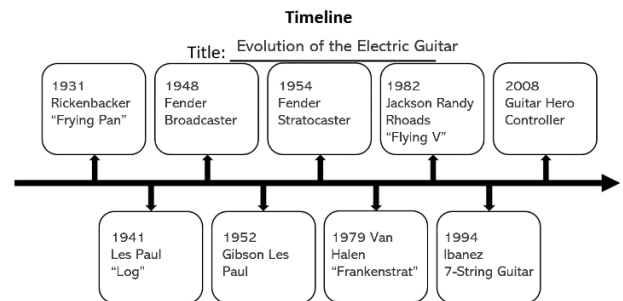 Timeline
Title: Evolution of the Electric Guitar
1931
Rickenbacker
“Frying Pan”
1948
Fender
Broadcaster
1954
Fender
Stratocaster
1982
Jackson Randy
Rhoads
“Flying V”
2008
Guitar Hero
Controller
1941
Les Paul
“Log”
1952
Gibson Les
Paul
1979 Van
Halen
“Frankenstrat”
1994
Ibanez
7-String Guitar